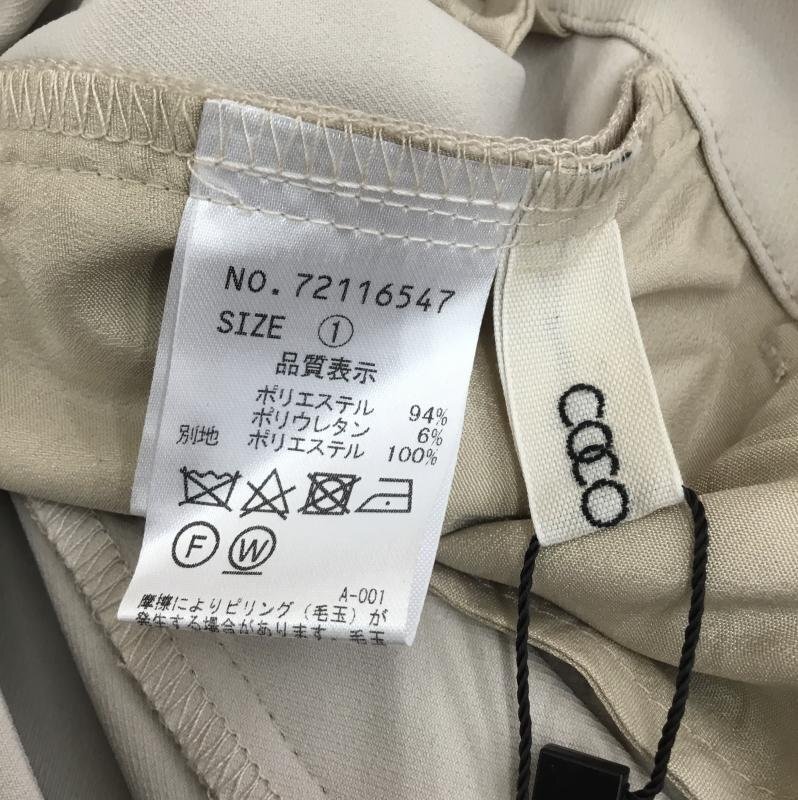 NO.72116547
SIZE ①
品質表示
ポリエステル 94%
ポリウレタン 6%
別地 ポリエステル 100%
F W
A-001
摩擦によりピリング(毛玉)が
発生する場合があります。毛玉
COCO